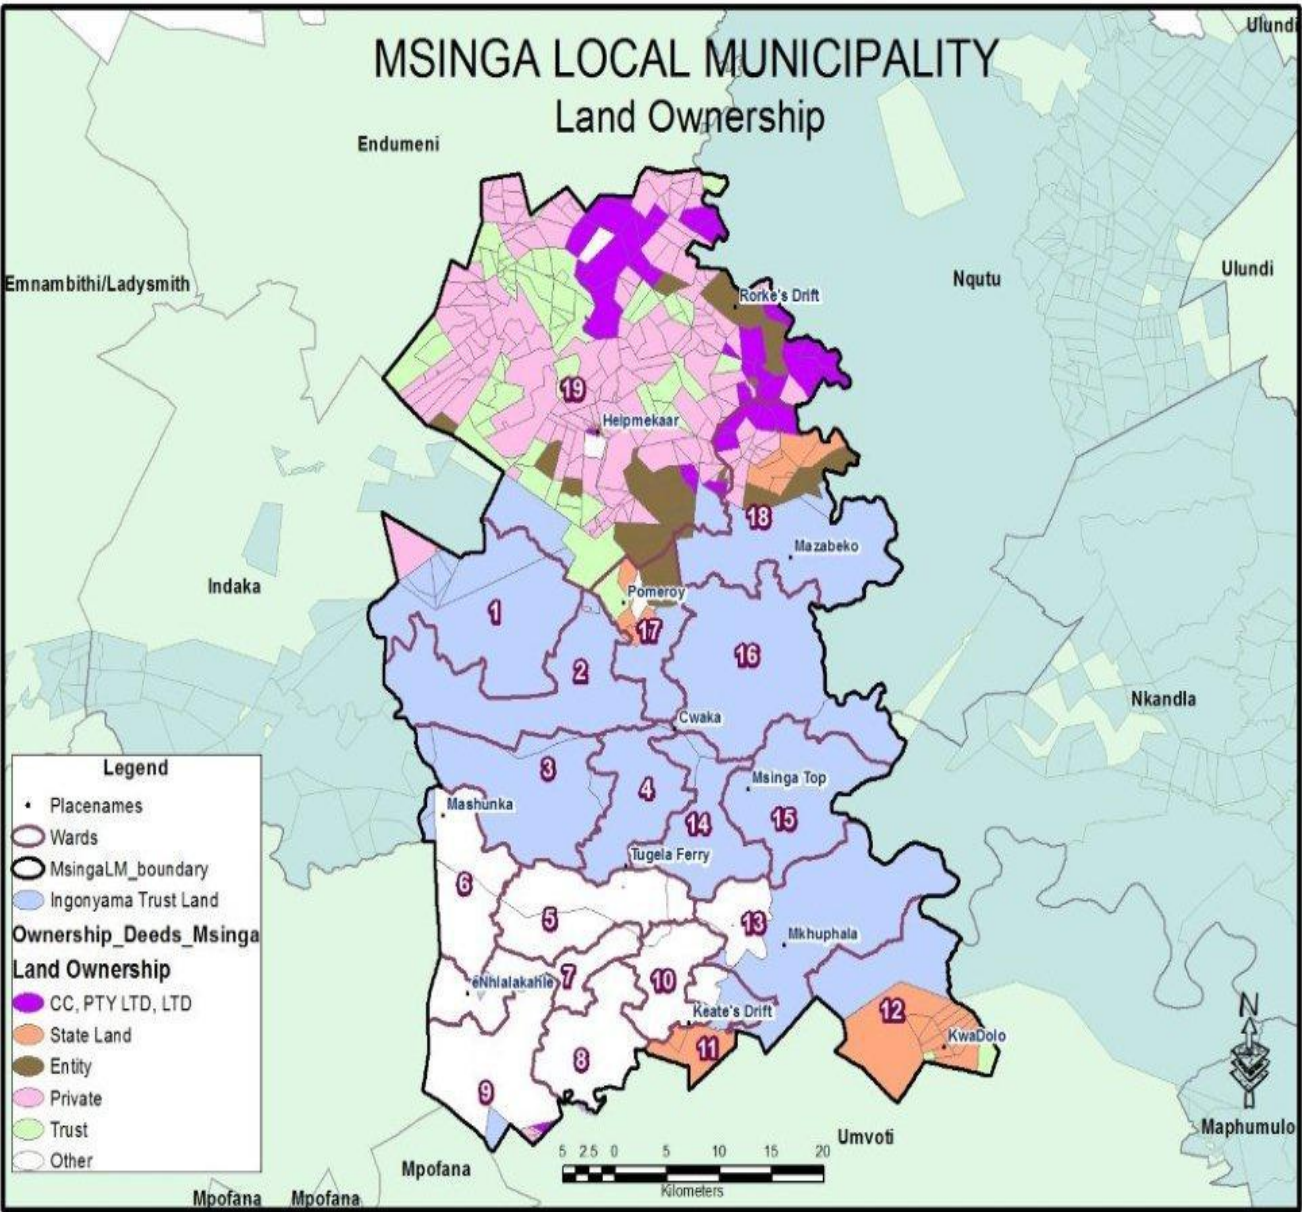 MSINGA LOCAL MUNICIPALITY
Land Ownership
Ulundi
Endumeni
Emnambithi/Ladysmith
Nqutu
Ulundi
Rorke's Drift
19
Helpmekaar
18
Mazabeko
Indaka
Pomeroy
1
17
2
16
Nkandla
Cwaka
3
4
Msinga Top
14
15
Mashunka
Tugela Ferry
6
5
13
Mkhuphala
7
10
eNhlalakahle
Keate's Drift
12
KwaDolo
11
8
9
N
Legend
Placenames
Wards
MsingaLM_boundary
Ingonyama Trust Land
Ownership_Deeds_Msinga
Land Ownership
CC, PTY LTD, LTD
State Land
Entity
Private
Trust
Other
Maphumulo
Umvoti
5 2.5 0 5 10 15 20
Kilometers
Mpofana
Mpofana
Mpofana